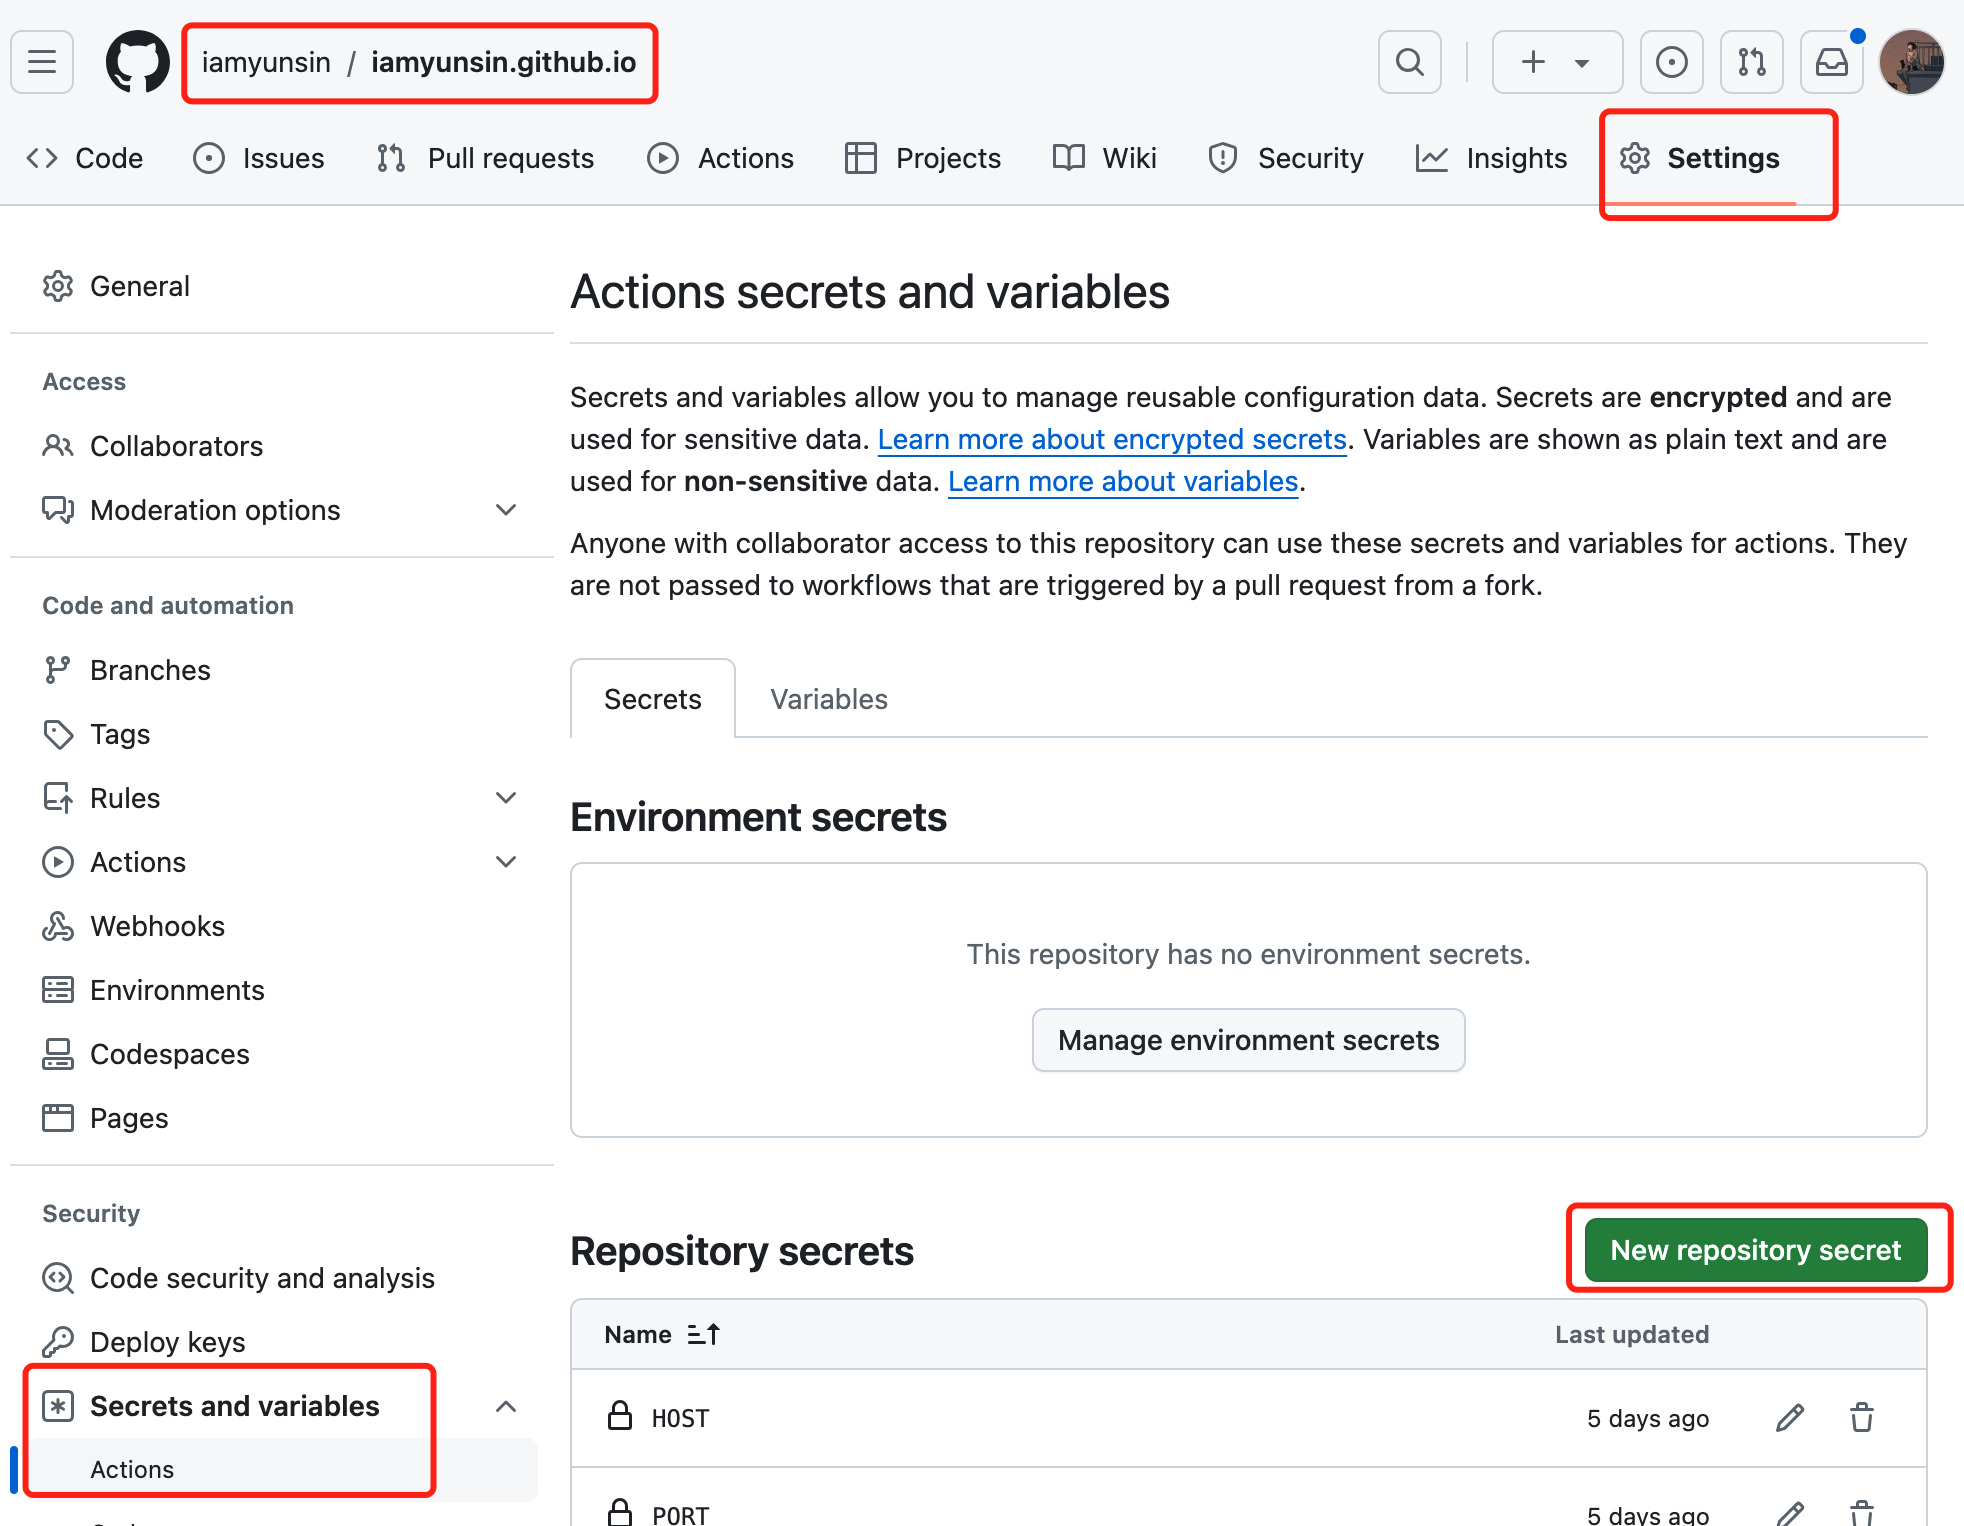 iamyunsin / iamyunsin.github.io
Code Issues Pull requests Actions Projects Wiki Security Insights Settings
General
Access
Collaborators
Moderation options
Code and automation
Branches
Tags
Rules
Actions
Webhooks
Environments
Codespaces
Pages
Security
Code security and analysis
Deploy keys
Secrets and variables
Actions
Actions secrets and variables
Secrets and variables allow you to manage reusable configuration data. Secrets are encrypted and are
used for sensitive data. Learn more about encrypted secrets. Variables are shown as plain text and are
used for non-sensitive data. Learn more about variables.
Anyone with collaborator access to this repository can use these secrets and variables for actions. They
are not passed to workflows that are triggered by a pull request from a fork.
Secrets Variables
Environment secrets
This repository has no environment secrets.
Manage environment secrets
Repository secrets New repository secret
Name Last updated
HOST 5 days ago
PORT 5 days ago